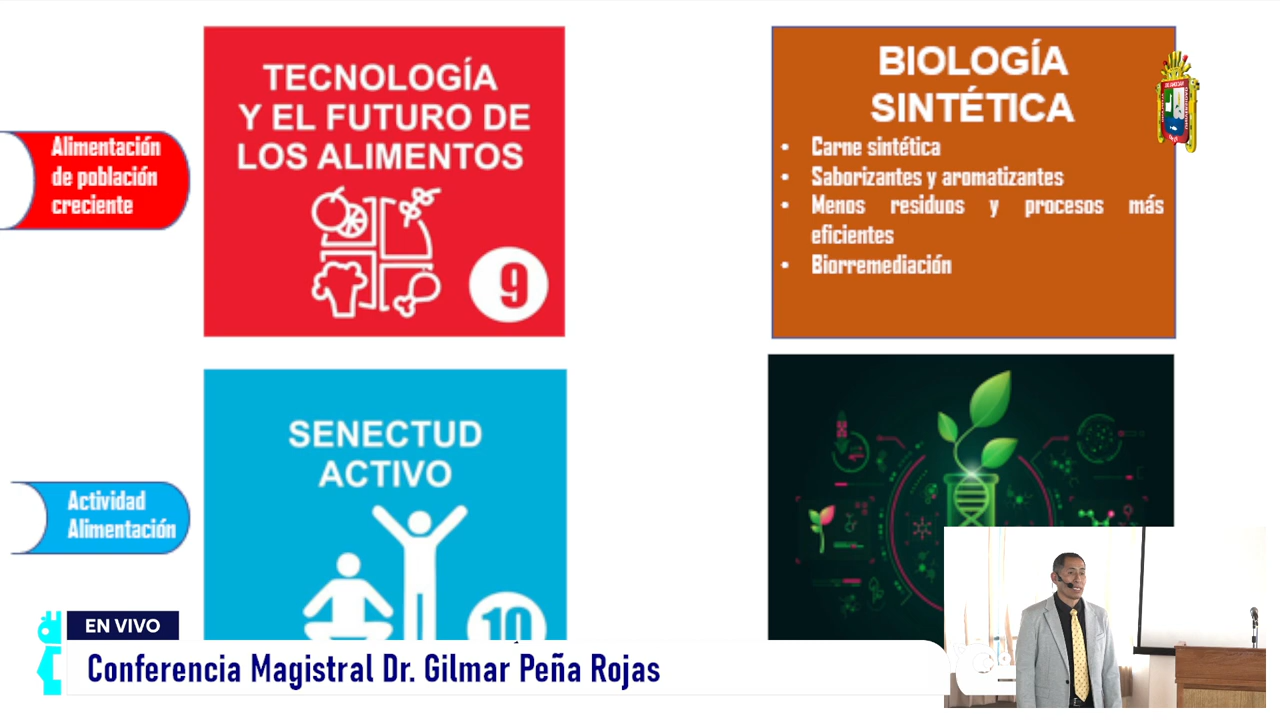 Alimentación
de población
creciente
TECNOLOGÍA
Y EL FUTURO DE
LOS ALIMENTOS
9
BIOLOGÍA
SINTÉTICA
• Carne sintética
• Saborizantes y aromatizantes
• Menos residuos y procesos más
eficientes
• Biorremediación
Actividad
Alimentación
SENECTUD
ACTIVO
10
EN VIVO
Conferencia Magistral Dr. Gilmar Peña Rojas